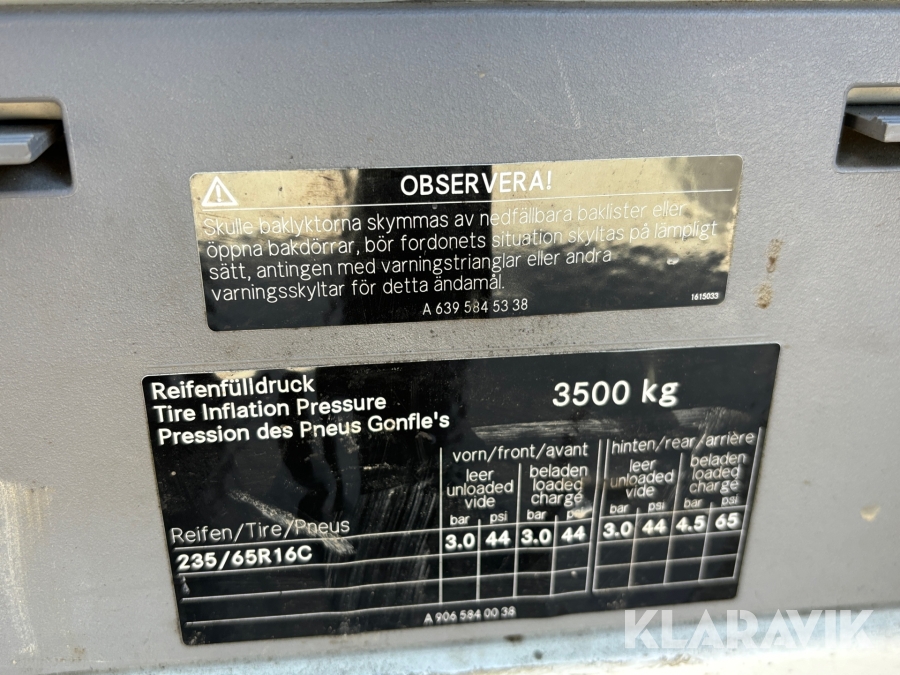 OBSERVERA!
Skulle baklyktorna skymmas av nedfällbara baklister eller
öppna bakdörrar, bör fordonets situation skyltas på lämpligt
sätt, antingen med varningstrianglar eller andra
varningsskyltar för detta ändamål.
A 639 584 53 38
1615033
Reifenfülldruck
Tire Inflation Pressure
Pression des Pneus Gonfle's
3500 kg
vorn/front/avant
hinten/rear/arrière
leer beladen leer beladen
unloaded loaded unloaded loaded
vide chargé vide chargé
bar psi bar psi bar psi bar psi
Reifen/Tire/Pneus
3.0 44 3.0 44 3.0 44 4.5 65
235/65R16C
A 906 584 00 38
KLARAVIK